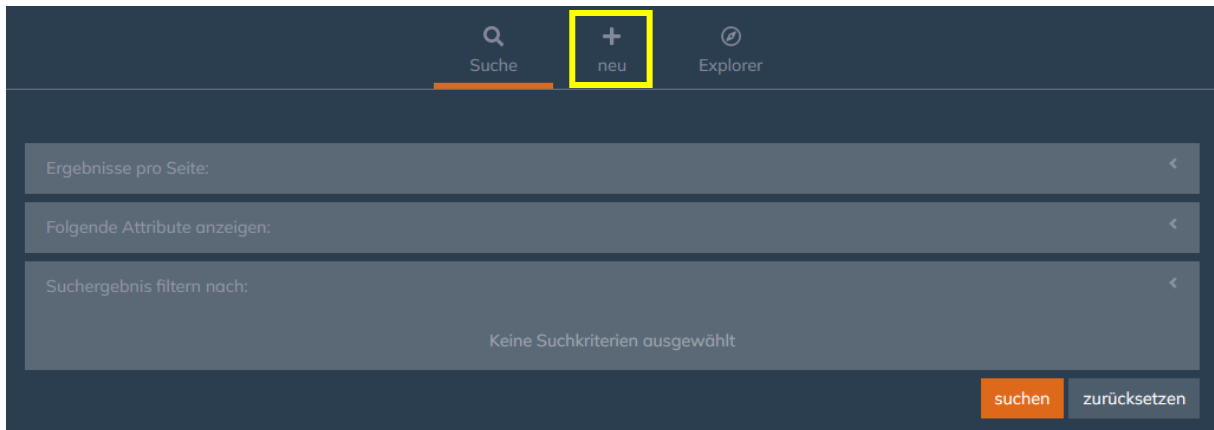 Suche neu Explorer
Ergebnisse pro Seite:
Folgende Attribute anzeigen:
Suchergebnis filtern nach:
Keine Suchkriterien ausgewählt
suchen zurücksetzen